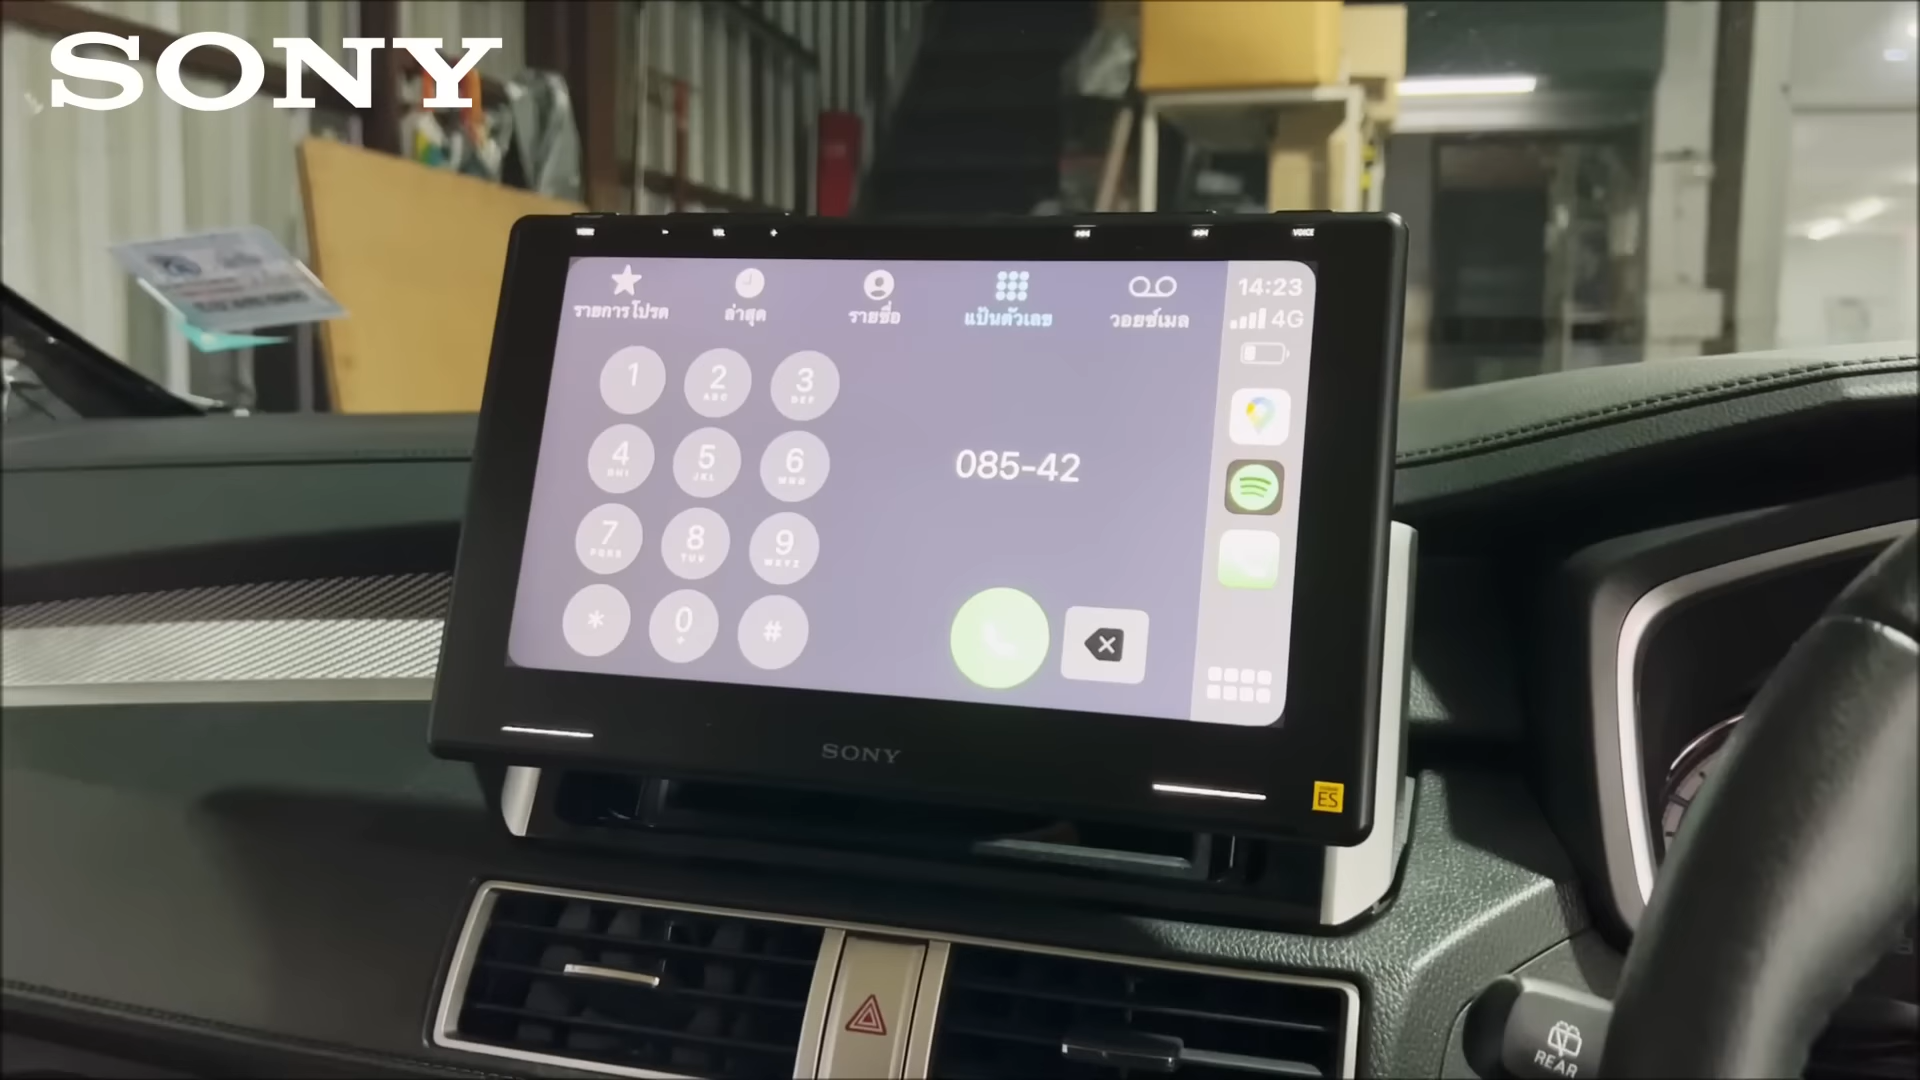 SONY
VOL
VOICE
รายการโปรด
ล่าสุด
รายชื่อ
แป้นตัวเลข
วอยซ์เมล
14:23
4G
1
2
ABC
3
DEF
4
GHI
5
JKL
6
MNO
085-42
7
PQRS
8
TUV
9
WXYZ
*
0
+
#
SONY
ES
REAR